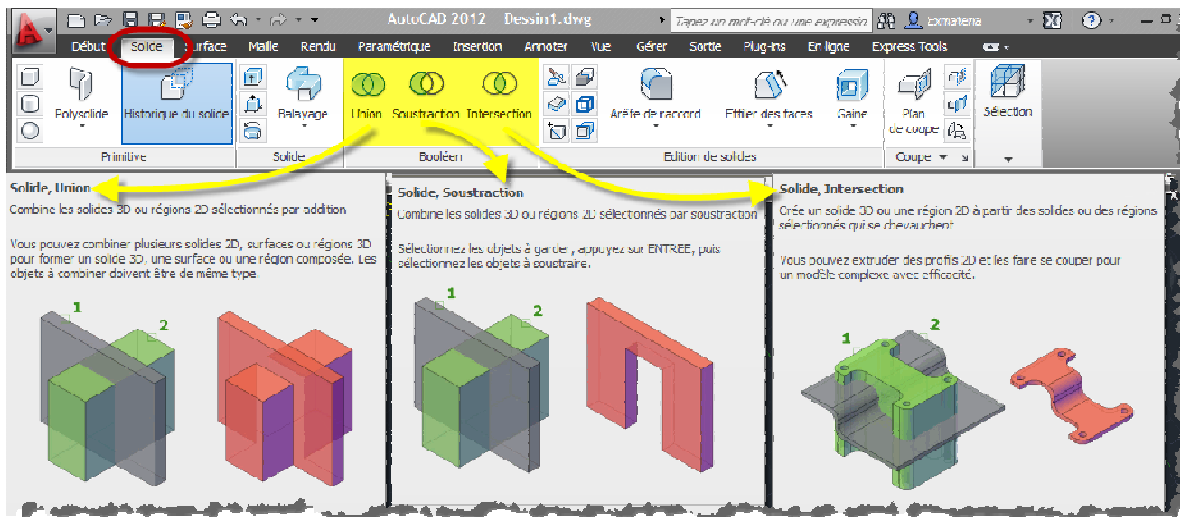 AutoCAD 2012 Dessin1.dwg
Tapez un mot-clé ou une expression
Exmateria
Début Solide Surface Maille Rendu Paramétrique Insertion Annoter Vue Gérer Sortie Plug-ins En ligne Express Tools
Polysolide Historique du solide Balayage Union Soustraction Intersection Arête de raccord Effiler des faces Gaine Plan de coupe Sélection
Primitive Solide Booléen Edition de solides Coupe
Solide, Union
Combine les solides 3D ou régions 2D sélectionnés par addition
Vous pouvez combiner plusieurs solides 3D, surfaces ou régions 3D
pour former un solide 3D, une surface ou une région composée. Les
objets à combiner doivent être de même type.
1
2
Solide, Soustraction
Combine les solides 3D ou régions 2D sélectionnés par soustraction
Sélectionnez les objets à garder, appuyez sur ENTREE, puis
sélectionnez les objets à soustraire.
1
2
Solide, Intersection
Crée un solide 3D ou une région 2D à partir des solides ou des régions
sélectionnés qui se chevauchent
Vous pouvez extruder des profils 2D et les faire se couper pour
un modèle complexe avec efficacité.
1
2